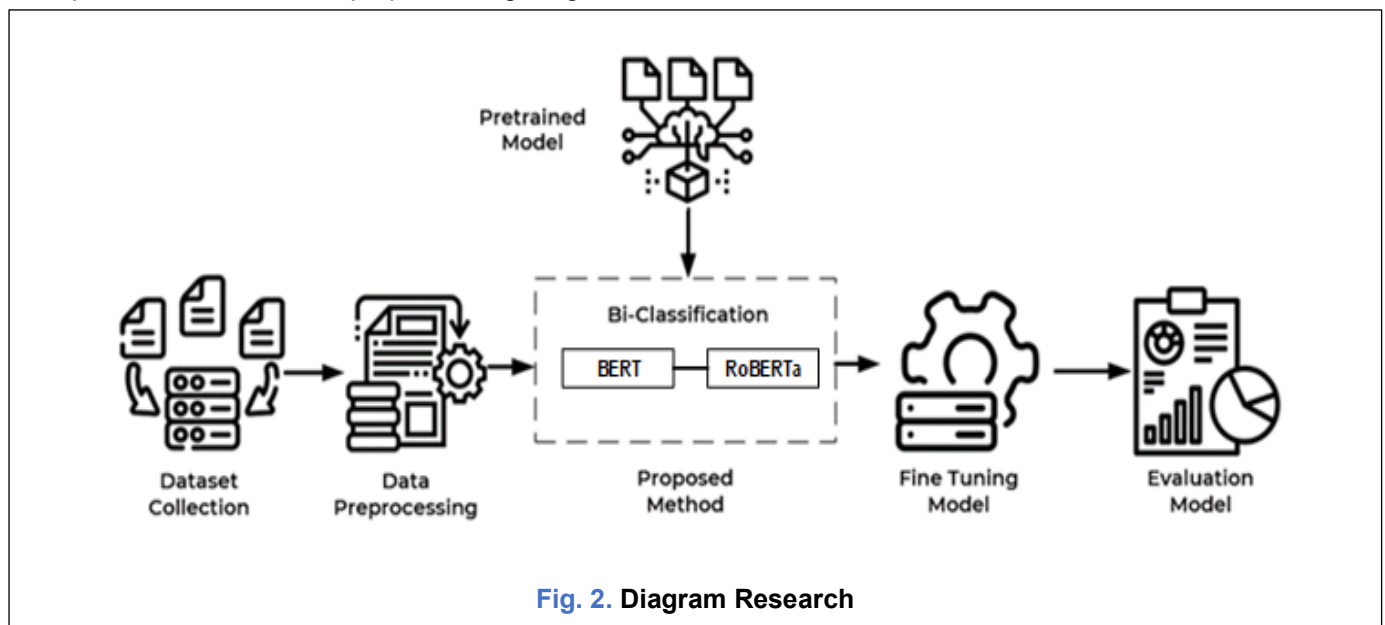 Pretrained
Model
Bi-Classification
BERT
RoBERTa
Dataset
Collection
Data
Preprocessing
Proposed
Method
Fine Tuning
Model
Evaluation
Model
Fig. 2. Diagram Research